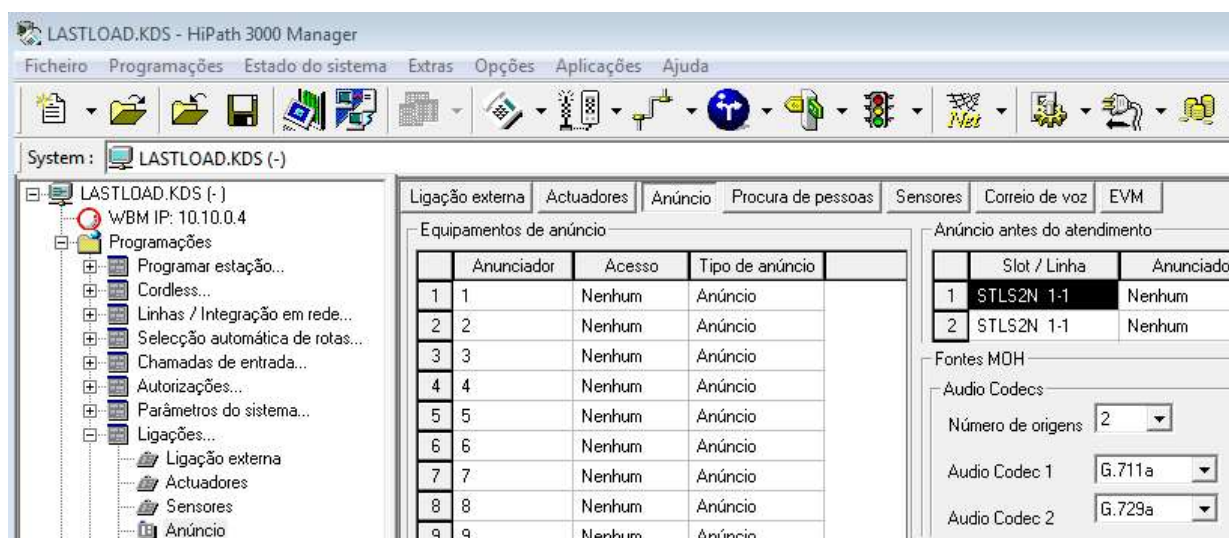 LASTLOAD.KDS - HiPath 3000 Manager
Ficheiro Programações Estado do sistema Extras Opções Aplicações Ajuda
Net
System : LASTLOAD.KDS (-)
LASTLOAD.KDS (-)
WBM IP: 10.10.0.4
Programações
Programar estação...
Cordless...
Linhas / Integração em rede...
Selecção automática de rotas...
Chamadas de entrada...
Autorizações...
Parâmetros do sistema...
Ligações...
Ligação externa
Actuadores
Sensores
Anúncio
Ligação externa Actuadores Anúncio Procura de pessoas Sensores Correio de voz EVM
Equipamentos de anúncio
Anunciador Acesso Tipo de anúncio
1 1 Nenhum Anúncio
2 2 Nenhum Anúncio
3 3 Nenhum Anúncio
4 4 Nenhum Anúncio
5 5 Nenhum Anúncio
6 6 Nenhum Anúncio
7 7 Nenhum Anúncio
8 8 Nenhum Anúncio
9 9 Nenhum Anúncio
Anúncio antes do atendimento
Slot / Linha Anunciado
1 STLS2N 1-1 Nenhum
2 STLS2N 1-1 Nenhum
Fontes MOH
Audio Codecs
Número de origens 2
Audio Codec 1 G.711a
Audio Codec 2 G.729a